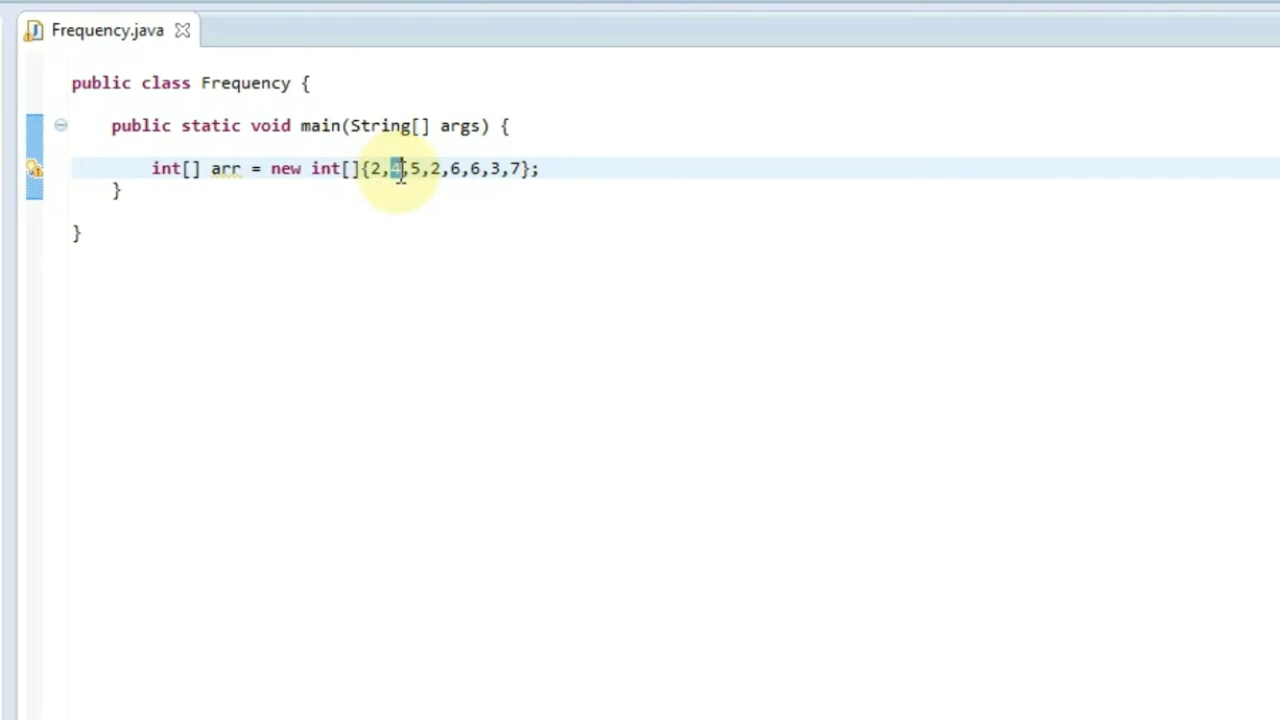 Frequency.java
public class Frequency {
public static void main(String[] args) {
int[] arr = new int[]{2,4,5,2,6,6,3,7};
}
}